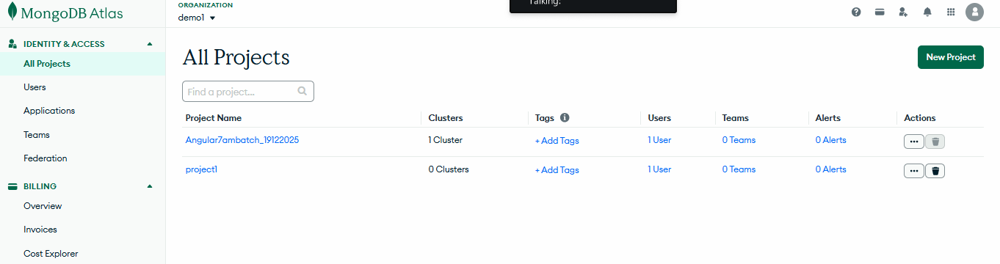 MongoDB Atlas
ORGANIZATION
demo1
Talking:
IDENTITY & ACCESS
All Projects
Users
Applications
Teams
Federation
BILLING
Overview
Invoices
Cost Explorer
All Projects
New Project
Find a project...
Project Name Clusters Tags Users Teams Alerts Actions
Angular7ambatch_19122025 1 Cluster + Add Tags 1 User 0 Teams 0 Alerts
project1 0 Clusters + Add Tags 1 User 0 Teams 0 Alerts